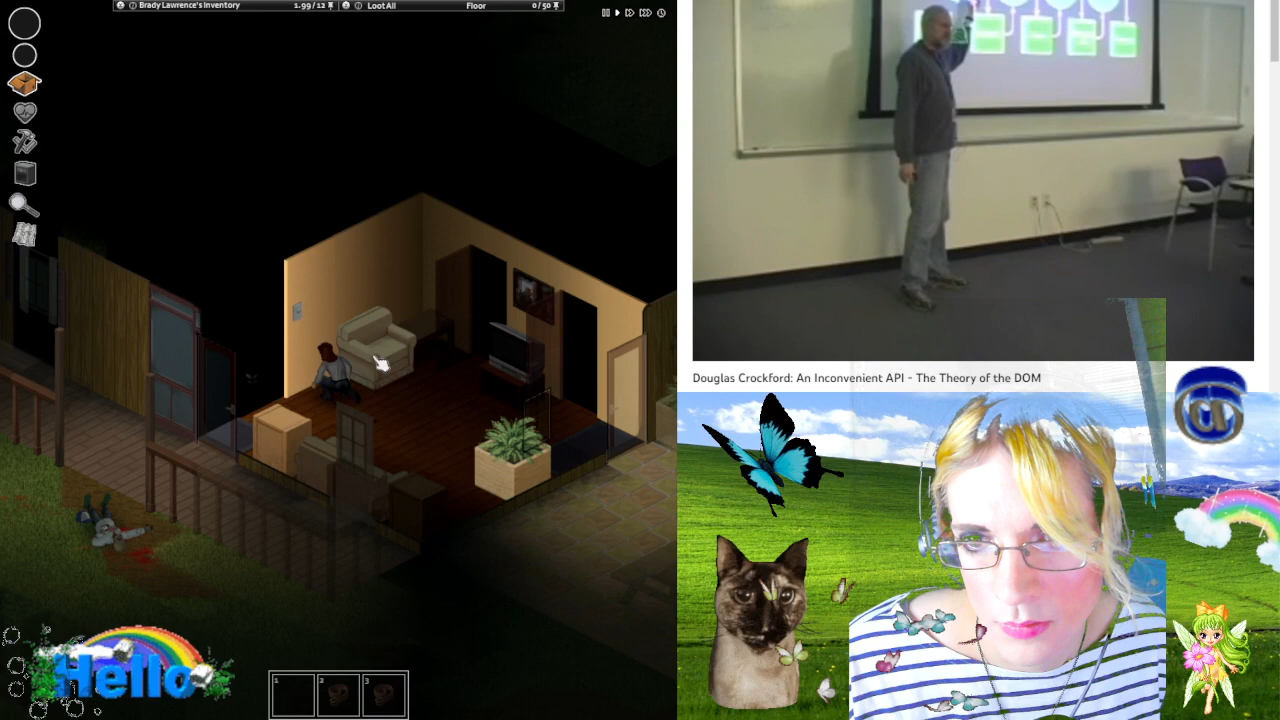 Brady Lawrence's Inventory 1.99 / 12 Loot All Floor 0 / 50
Douglas Crockford: An Inconvenient API - The Theory of the DOM
Hello
@
1 2 3